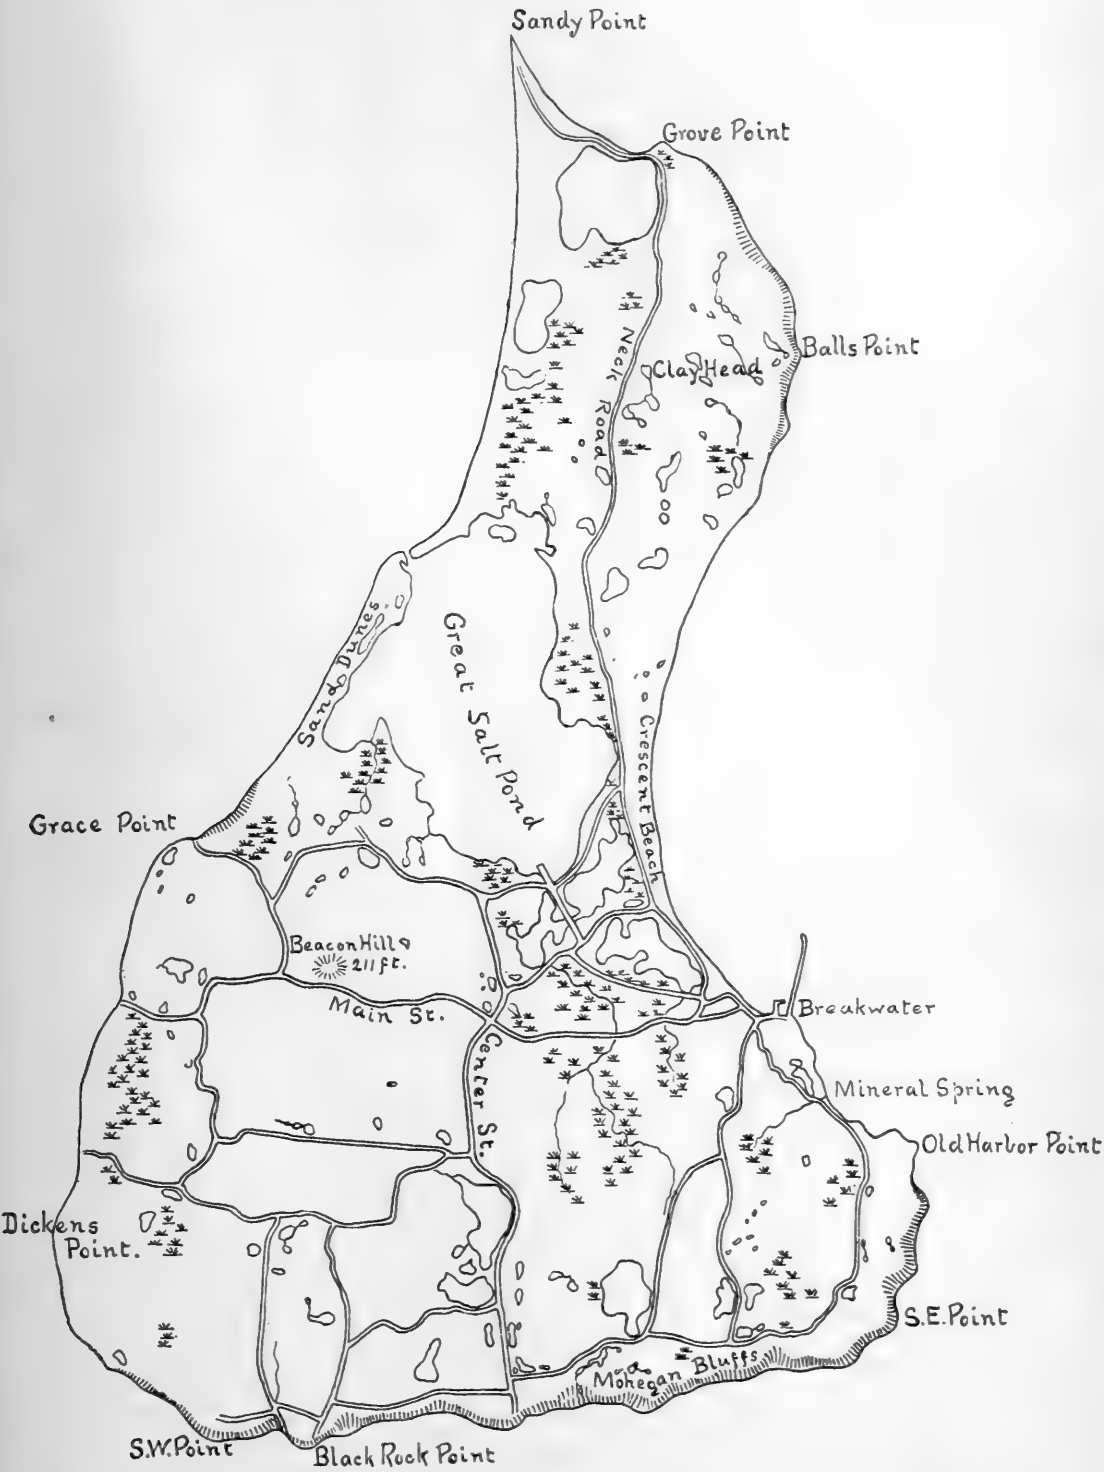 Sandy Point
Grove Point
Neck Road
Balls Point
Clay Head
Great Salt Pond
Sand Dunes
Crescent Beach
Grace Point
Beacon Hill
211 ft.
Main St.
Breakwater
Center St.
Mineral Spring
Old Harbor Point
Dickens
Point.
S.E. Point
Mohegan Bluffs
S.W. Point
Black Rock Point